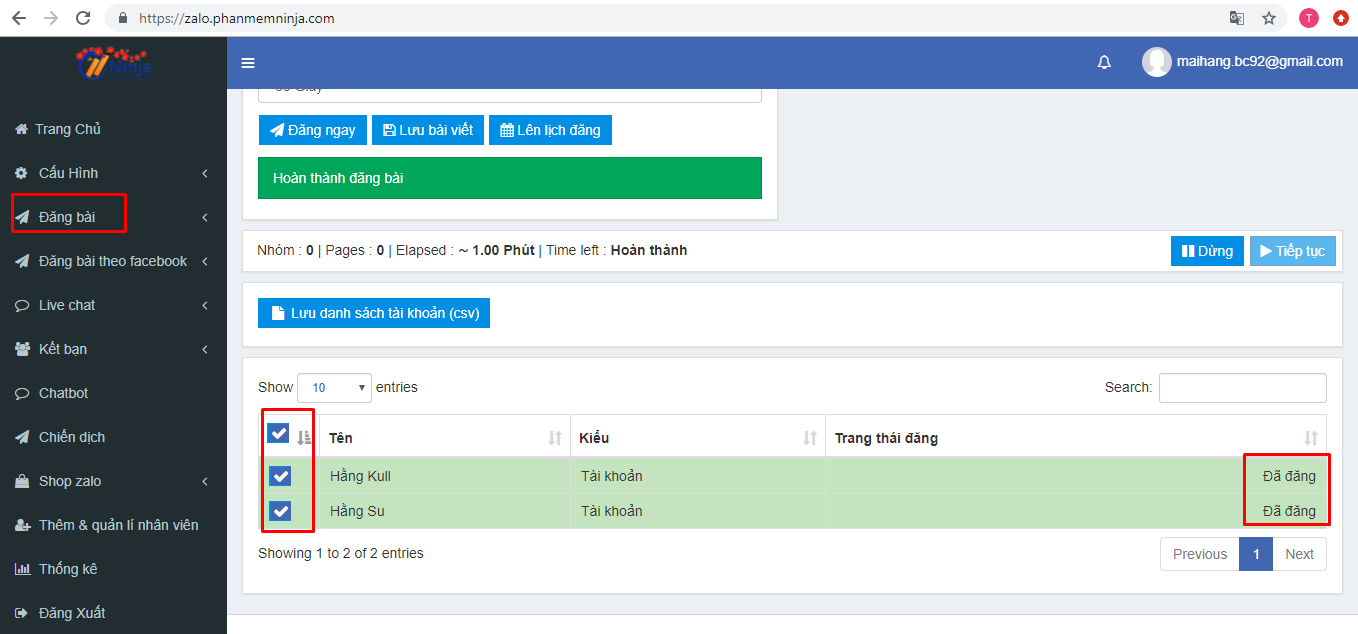 https://zalo.phanmemninja.com
T
Ninja
maihang.bc92@gmail.com
Trang Chủ
Cấu Hình
Đăng bài
Đăng bài theo facebook
Live chat
Kết bạn
Chatbot
Chiến dịch
Shop zalo
Thêm & quản lí nhân viên
Thống kê
Đăng Xuất
Đăng ngay
Lưu bài viết
Lên lịch đăng
Hoàn thành đăng bài
Nhóm : 0 | Pages : 0 | Elapsed : ~ 1.00 Phút | Time left : Hoàn thành
Dừng
Tiếp tục
Lưu danh sách tài khoản (csv)
Show 10 entries
Search:
Tên Kiểu Trang thái đăng
Hằng Kull Tài khoản Đã đăng
Hằng Su Tài khoản Đã đăng
Showing 1 to 2 of 2 entries
Previous 1 Next